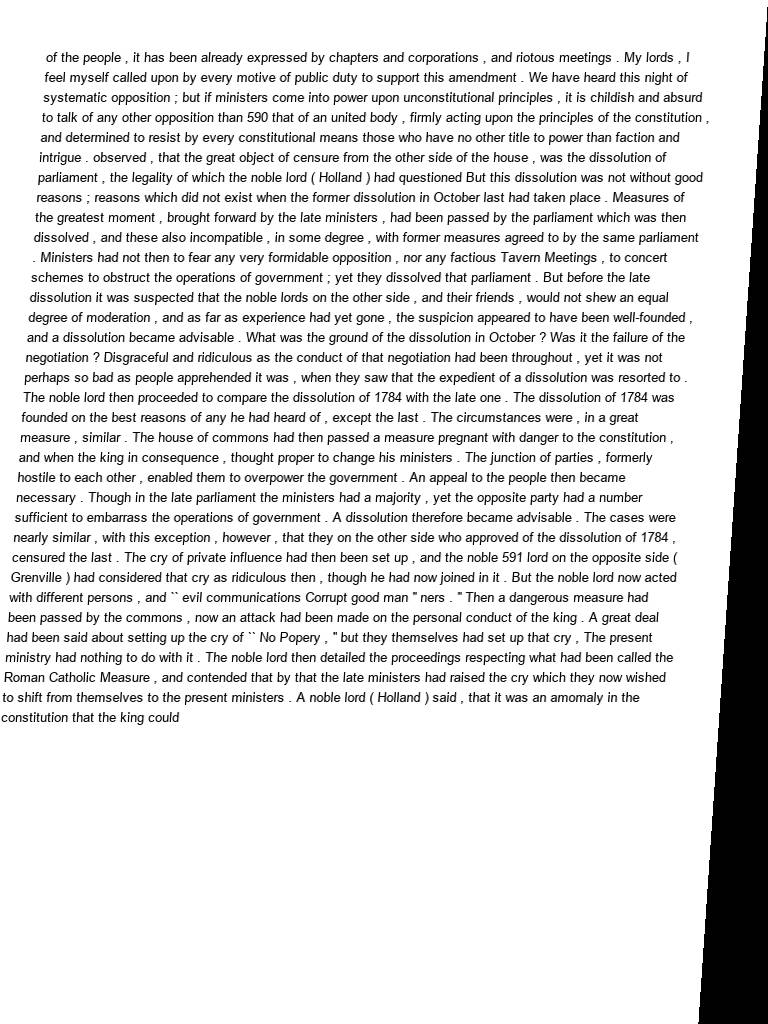 of the people , it has been already expressed by chapters and corporations , and riotous meetings . My lords , I
feel myself called upon by every motive of public duty to support this amendment . We have heard this night of
systematic opposition ; but if ministers come into power upon unconstitutional principles , it is childish and absurd
to talk of any other opposition than 590 that of an united body , firmly acting upon the principles of the constitution ,
and determined to resist by every constitutional means those who have no other title to power than faction and
intrigue . observed , that the great object of censure from the other side of the house , was the dissolution of
parliament , the legality of which the noble lord ( Holland ) had questioned But this dissolution was not without good
reasons ; reasons which did not exist when the former dissolution in October last had taken place . Measures of
the greatest moment , brought forward by the late ministers , had been passed by the parliament which was then
dissolved , and these also incompatible , in some degree , with former measures agreed to by the same parliament
. Ministers had not then to fear any very formidable opposition , nor any factious Tavern Meetings , to concert
schemes to obstruct the operations of government ; yet they dissolved that parliament . But before the late
dissolution it was suspected that the noble lords on the other side , and their friends , would not shew an equal
degree of moderation , and as far as experience had yet gone , the suspicion appeared to have been well-founded ,
and a dissolution became advisable . What was the ground of the dissolution in October ? Was it the failure of the
negotiation ? Disgraceful and ridiculous as the conduct of that negotiation had been throughout , yet it was not
perhaps so bad as people apprehended it was , when they saw that the expedient of a dissolution was resorted to .
The noble lord then proceeded to compare the dissolution of 1784 with the late one . The dissolution of 1784 was
founded on the best reasons of any he had heard of , except the last . The circumstances were , in a great
measure , similar . The house of commons had then passed a measure pregnant with danger to the constitution ,
and when the king in consequence , thought proper to change his ministers . The junction of parties , formerly
hostile to each other , enabled them to overpower the government . An appeal to the people then became
necessary . Though in the late parliament the ministers had a majority , yet the opposite party had a number
sufficient to embarrass the operations of government . A dissolution therefore became advisable . The cases were
nearly similar , with this exception , however , that they on the other side who approved of the dissolution of 1784 ,
censured the last . The cry of private influence had then been set up , and the noble 591 lord on the opposite side (
Grenville ) had considered that cry as ridiculous then , though he had now joined in it . But the noble lord now acted
with different persons , and `` evil communications Corrupt good man " ners . " Then a dangerous measure had
been passed by the commons , now an attack had been made on the personal conduct of the king . A great deal
had been said about setting up the cry of `` No Popery , " but they themselves had set up that cry , The present
ministry had nothing to do with it . The noble lord then detailed the proceedings respecting what had been called the
Roman Catholic Measure , and contended that by that the late ministers had raised the cry which they now wished
to shift from themselves to the present ministers . A noble lord ( Holland ) said , that it was an amomaly in the
constitution that the king could